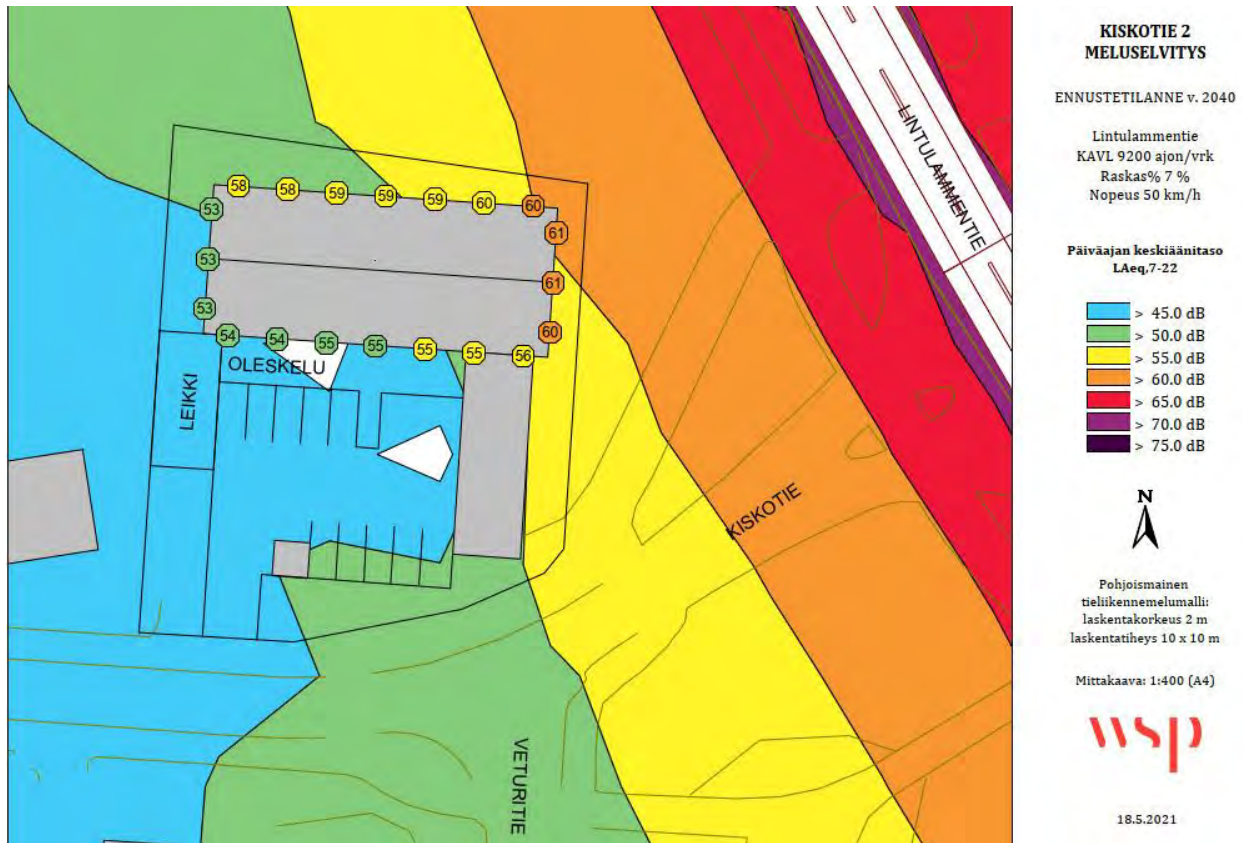 KISKOTIE 2
MELUSELVITYS
ENNUSTETILANNE v. 2040
Lintulammentie
KAVL 9200 ajon/vrk
Raskas% 7 %
Nopeus 50 km/h
Päiväajan keskiäänitaso
LAeq,7-22
> 45.0 dB
> 50.0 dB
> 55.0 dB
> 60.0 dB
> 65.0 dB
> 70.0 dB
> 75.0 dB
N
Pohjoismainen
tieliikennemelumalli:
laskentakorkeus 2 m
laskentatiheys 10 x 10 m
Mittakaava: 1:400 (A4)
wsp
18.5.2021
LINTULAMMENTIE
58 58 59 59 59 60 60
53 61
53 61
53 60
54 54 55 55 55 55 56
OLESKELU
LEIKKI
KISKOTIE
VETURITIE